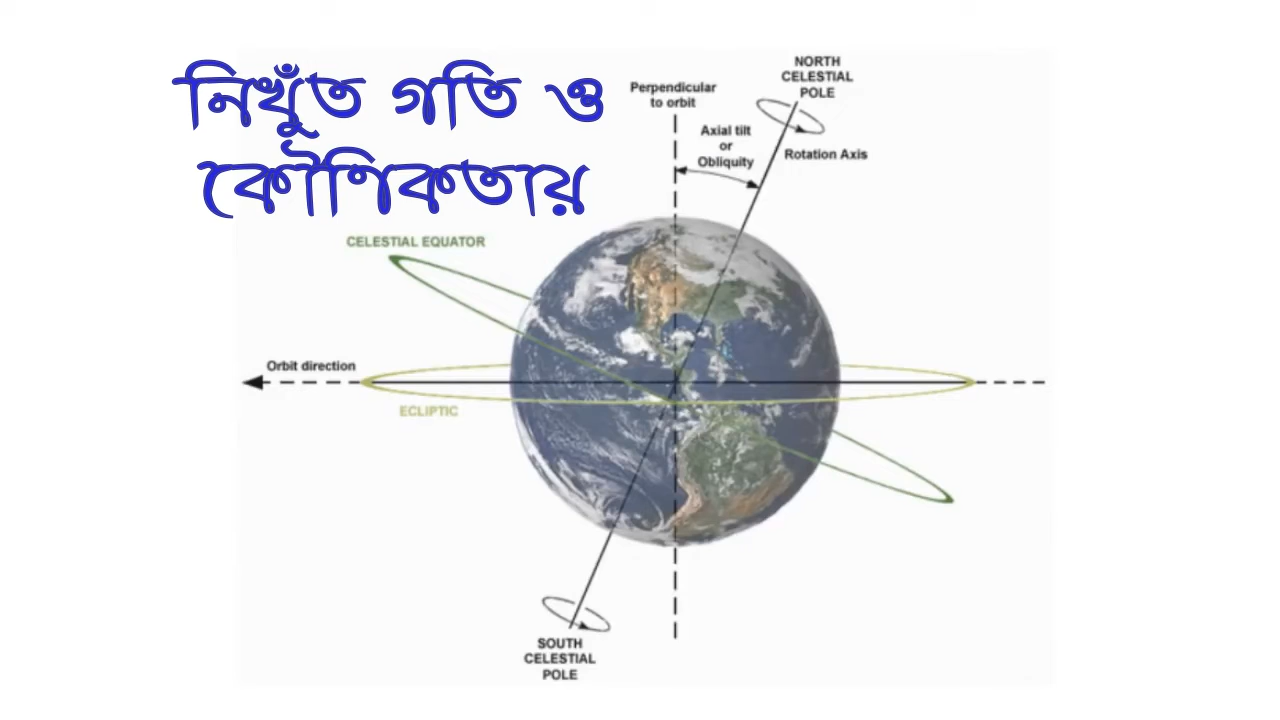 নিখুঁত গতি ও
কৌণিকতায়
NORTH
CELESTIAL
POLE
Perpendicular
to orbit
Axial tilt
or
Obliquity
Rotation Axis
CELESTIAL EQUATOR
Orbit direction
ECLIPTIC
SOUTH
CELESTIAL
POLE